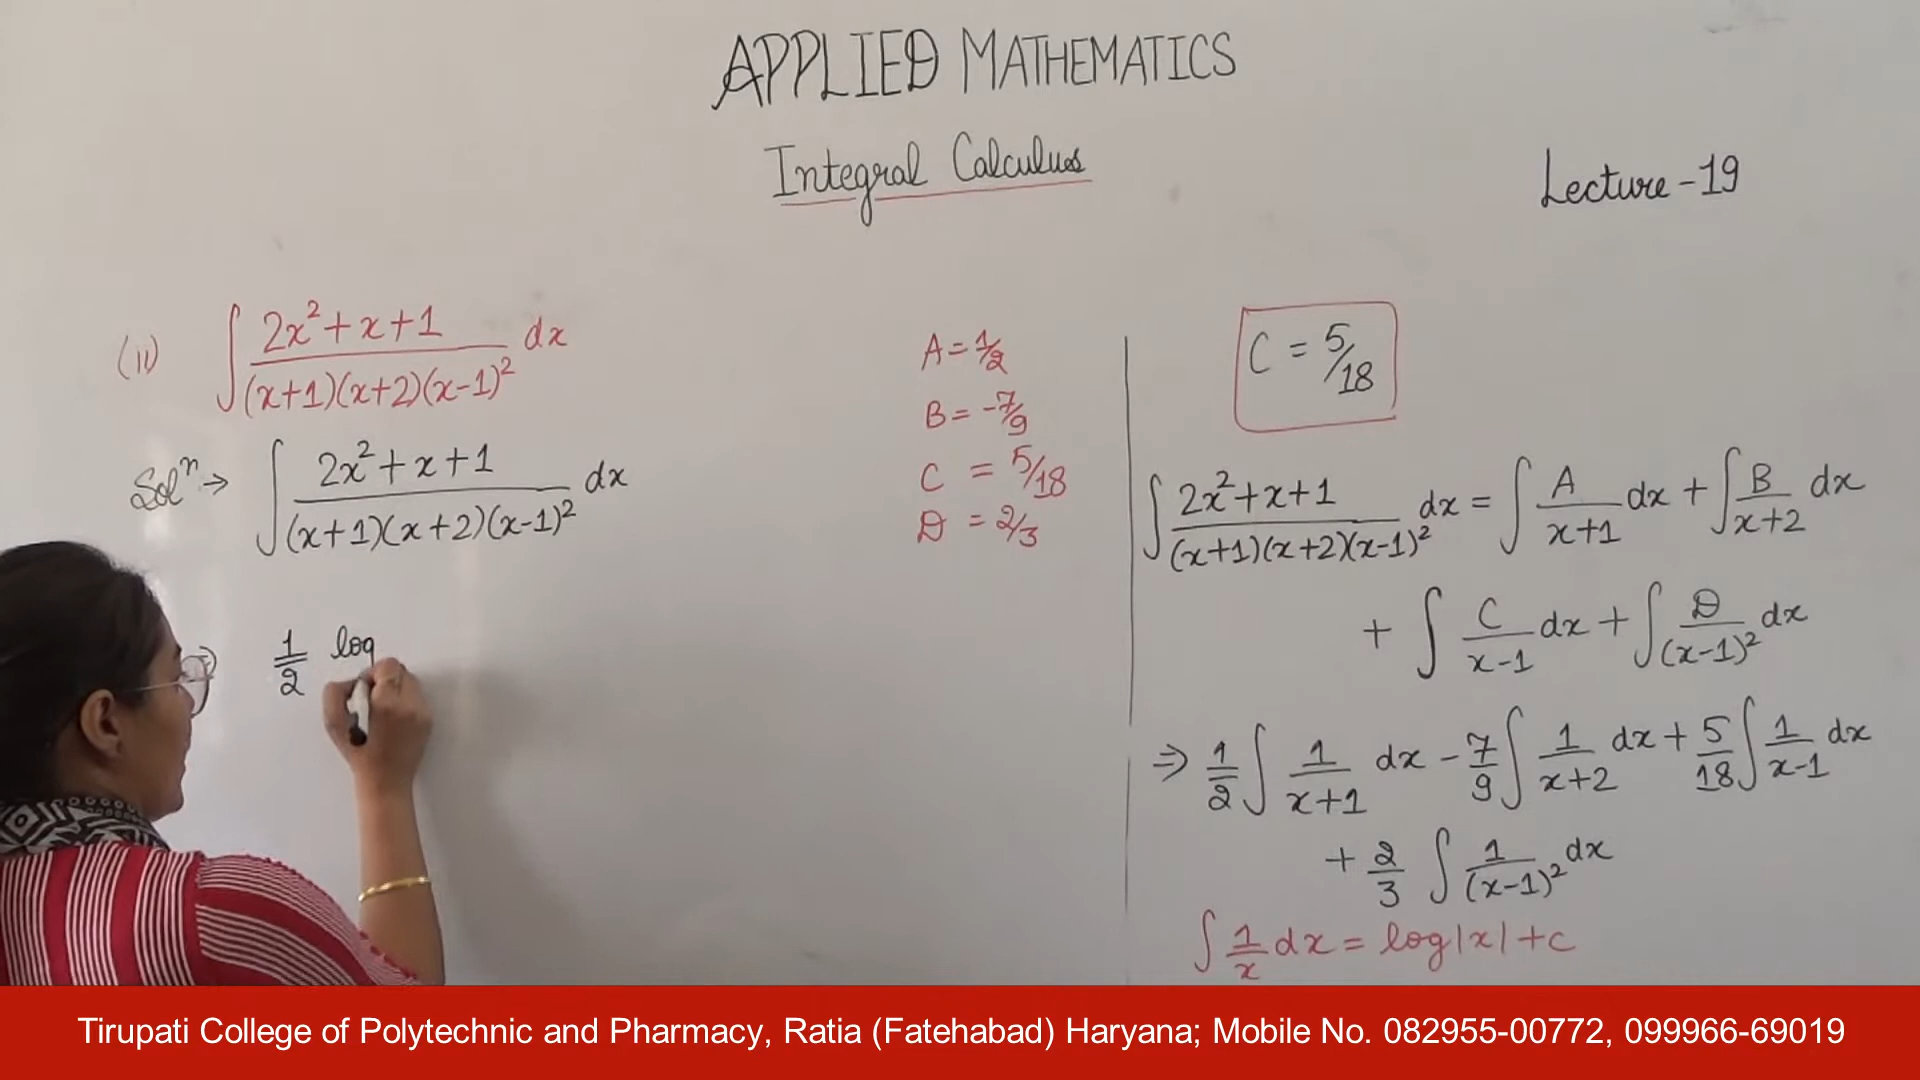 APPLIED MATHEMATICS
Integral Calculus
Lecture-19
(ii) ∫ 2x²+x+1 / (x+1)(x+2)(x-1)² dx
Solⁿ → ∫ 2x²+x+1 / (x+1)(x+2)(x-1)² dx
⇒ 1/2 log
A = 1/2
B = -7/9
C = 5/18
D = 2/3
C = 5/18
∫ 2x²+x+1 / (x+1)(x+2)(x-1)² dx = ∫ A/x+1 dx + ∫ B/x+2 dx
+ ∫ C/x-1 dx + ∫ D/(x-1)² dx
⇒ 1/2 ∫ 1/x+1 dx - 7/9 ∫ 1/x+2 dx + 5/18 ∫ 1/x-1 dx
+ 2/3 ∫ 1/(x-1)² dx
∫ 1/x dx = log|x| + c
Tirupati College of Polytechnic and Pharmacy, Ratia (Fatehabad) Haryana; Mobile No. 082955-00772, 099966-69019